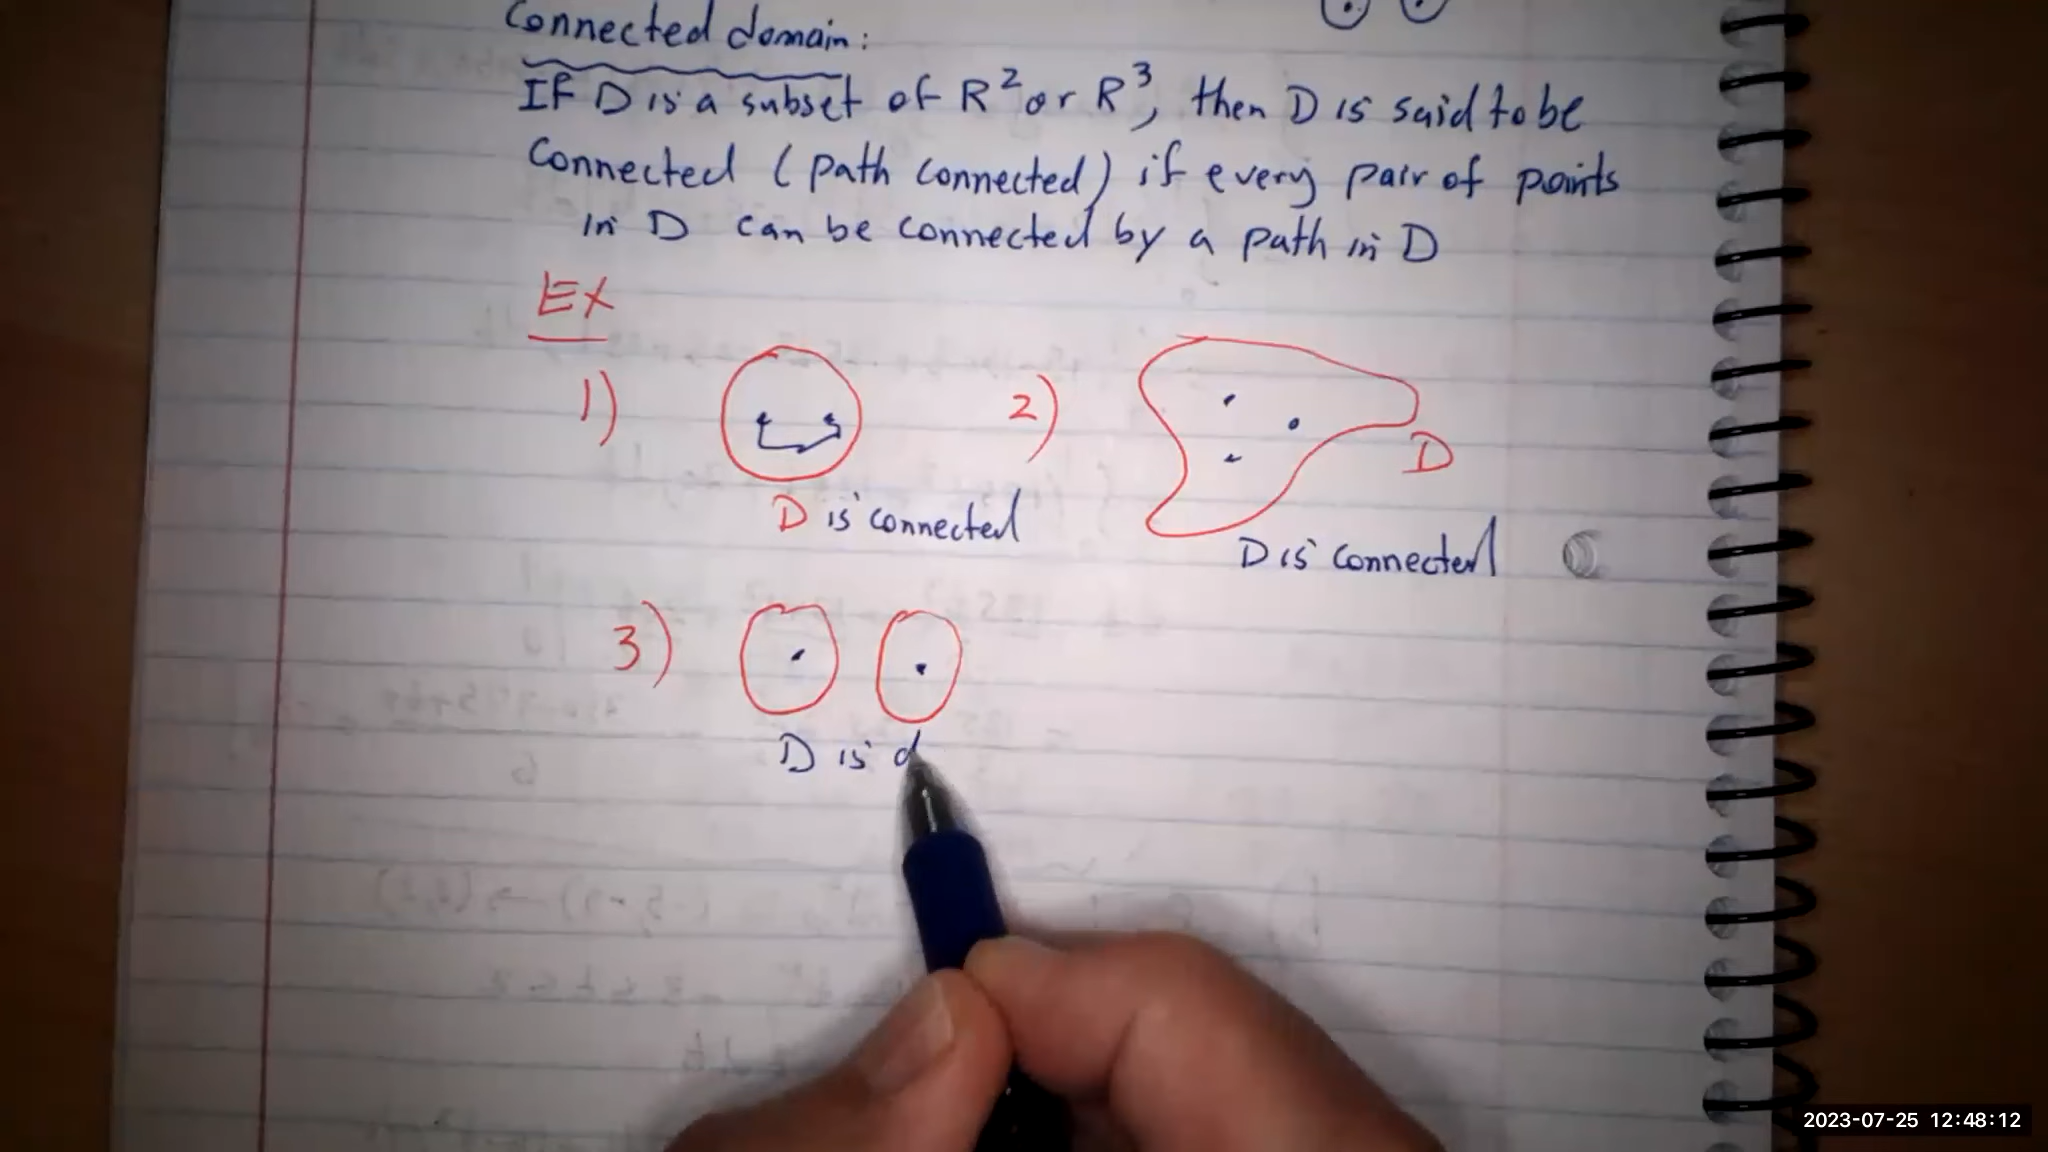 Connected domain:
If D is a subset of R² or R³, then D is said to be
Connected (path connected) if every pair of points
in D can be connected by a path in D
EX
1)
2)
D
D is connected
D is connected
3)
D is d
2023-07-25 12:48:12